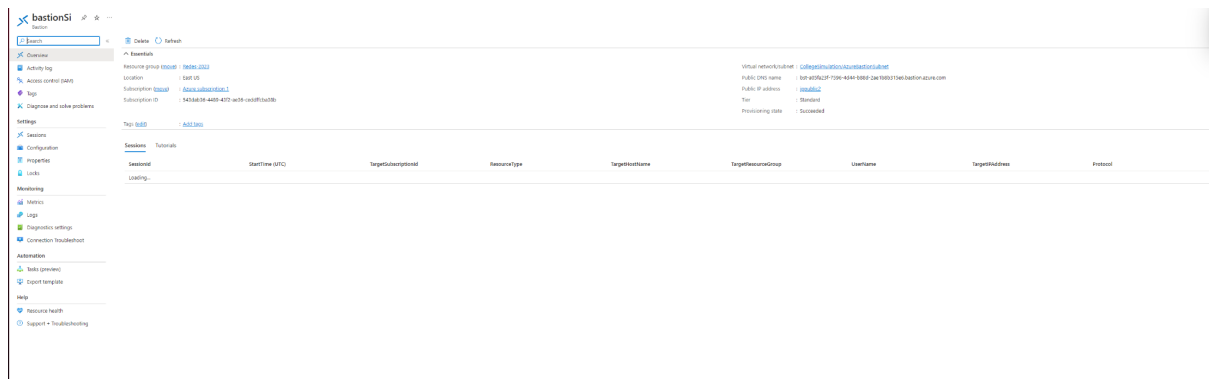 bastionSi
Bastion
Search
Overview
Activity log
Access control (IAM)
Tags
Diagnose and solve problems
Settings
Sessions
Configuration
Properties
Locks
Monitoring
Metrics
Logs
Diagnostics settings
Connection Troubleshoot
Automation
Tasks (preview)
Export template
Help
Resource health
Support + Troubleshooting
Delete Refresh
Essentials
Resource group (move) : Redes-2023
Location : East US
Subscription (move) : Azure subscription 1
Subscription ID :
Tags (edit) : Add tags
Virtual network/subnet : CollegeSimulation/AzureBastionSubnet
Public DNS name :
Public IP address :
Tier : Standard
Provisioning state : Succeeded
Sessions Tutorials
SessionId StartTime (UTC) TargetSubscriptionId ResourceType TargetHostName TargetResourceGroup UserName TargetIPAddress Protocol
Loading...